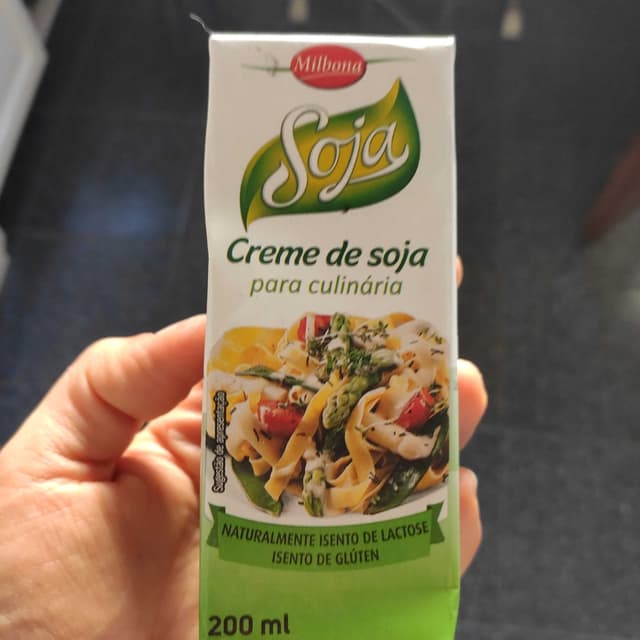 Milbona
Soja
Creme de soja
para culinária
Sugestão de apresentação
NATURALMENTE ISENTO DE LACTOSE
ISENTO DE GLÚTEN
200 ml